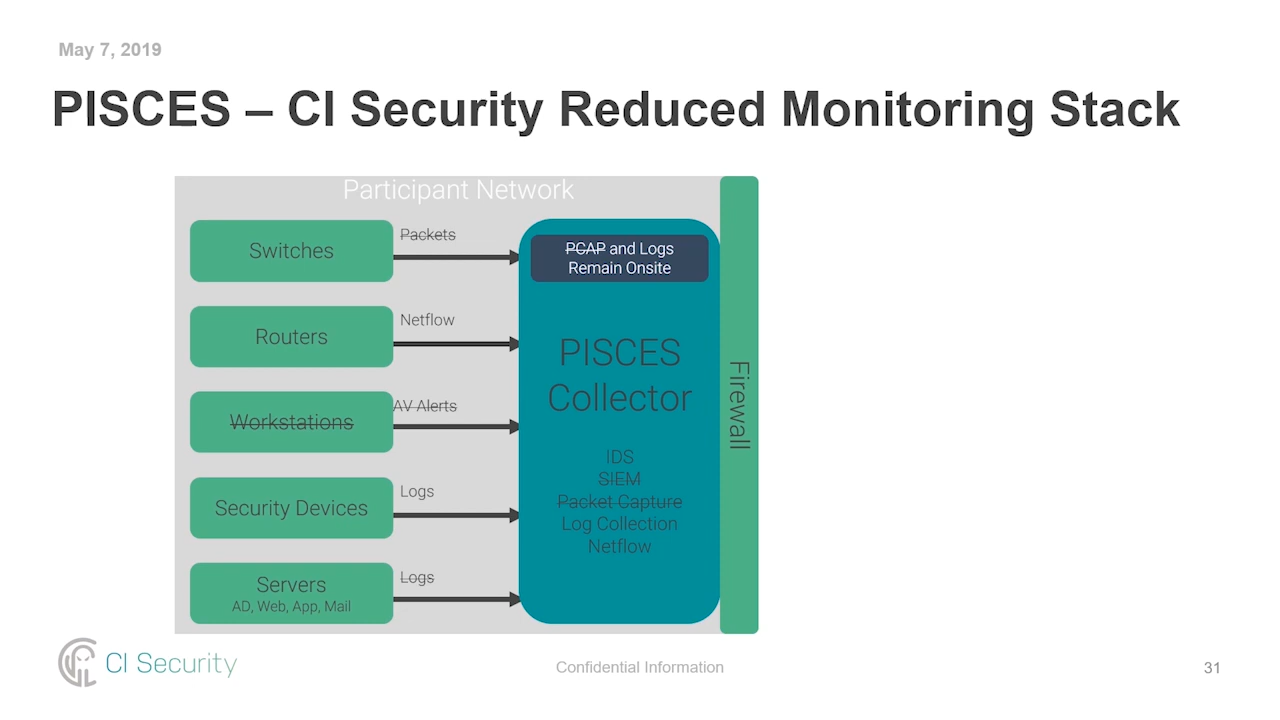 May 7, 2019
PISCES – CI Security Reduced Monitoring Stack
Participant Network
Switches
Packets
Routers
Netflow
Workstations
AV Alerts
Security Devices
Logs
Servers
AD, Web, App, Mail
Logs
PCAP and Logs
Remain Onsite
PISCES
Collector
IDS
SIEM
Packet Capture
Log Collection
Netflow
Firewall
CI Security
Confidential Information
31